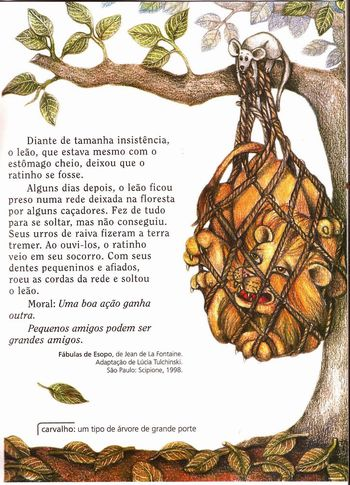 Diante de tamanha insistência,
o leão, que estava mesmo com o
estômago cheio, deixou que o
ratinho se fosse.
Alguns dias depois, o leão ficou
preso numa rede deixada na floresta
por alguns caçadores. Fez de tudo
para se soltar, mas não conseguiu.
Seus urros de raiva fizeram a terra
tremer. Ao ouvi-los, o ratinho
veio em seu socorro. Com seus
dentes pequeninos e afiados,
roeu as cordas da rede e soltou
o leão.
Moral: Uma boa ação ganha
outra.
Pequenos amigos podem ser
grandes amigos.
Fábulas de Esopo, de Jean de La Fontaine.
Adaptação de Lúcia Tulchinski.
São Paulo: Scipione, 1998.
carvalho: um tipo de árvore de grande porte